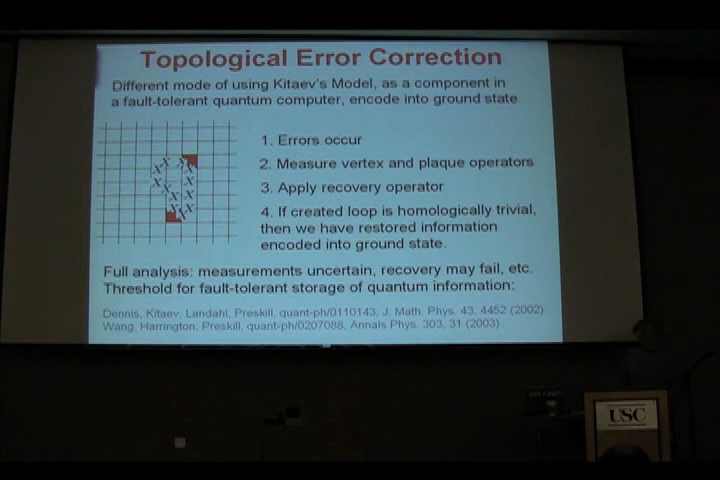 Topological Error Correction
Different mode of using Kitaev's Model, as a component in
a fault-tolerant quantum computer, encode into ground state
1. Errors occur
2. Measure vertex and plaque operators
3. Apply recovery operator
4. If created loop is homologically trivial,
then we have restored information
encoded into ground state.
X X X X X X X X X X X X X X
Full analysis: measurements uncertain, recovery may fail, etc.
Threshold for fault-tolerant storage of quantum information:
Dennis, Kitaev, Landahl, Preskill, quant-ph/0110143, J. Math. Phys. 43, 4452 (2002)
Wang, Harrington, Preskill, quant-ph/0207088, Annals Phys. 303, 31 (2003)
USC